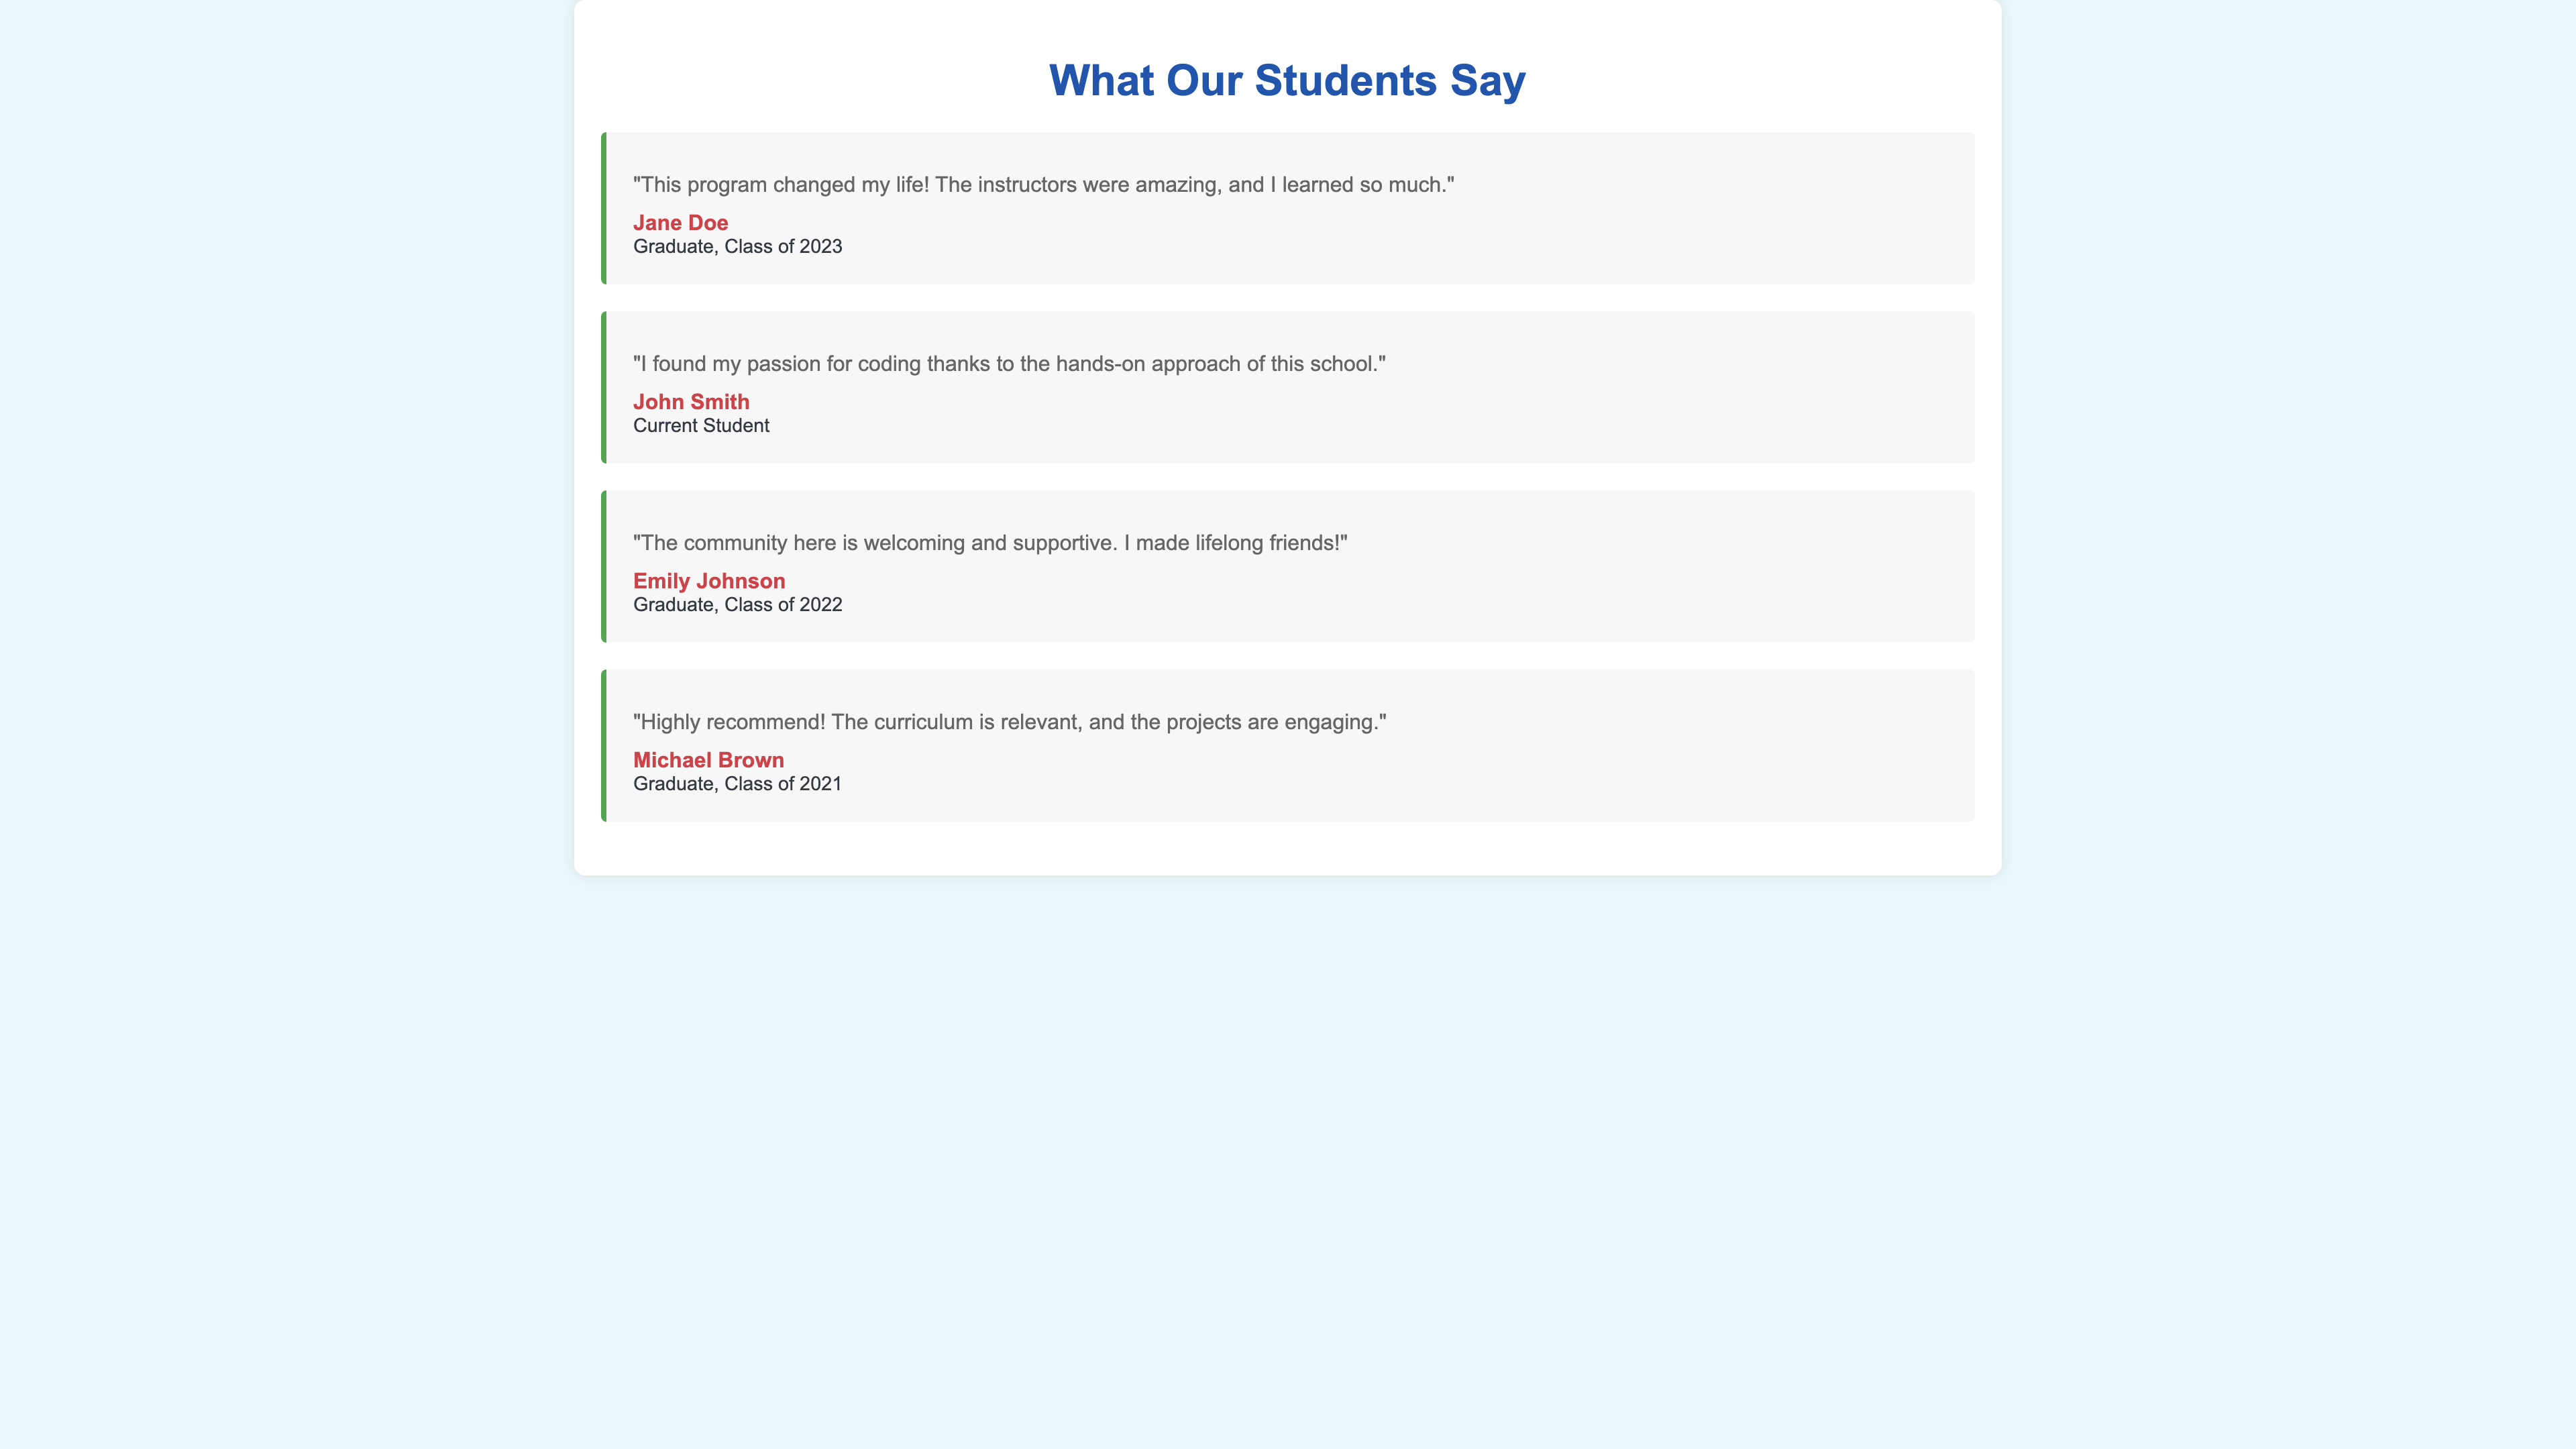 What Our Students Say
"This program changed my life! The instructors were amazing, and I learned so much."
Jane Doe
Graduate, Class of 2023
"I found my passion for coding thanks to the hands-on approach of this school."
John Smith
Current Student
"The community here is welcoming and supportive. I made lifelong friends!"
Emily Johnson
Graduate, Class of 2022
"Highly recommend! The curriculum is relevant, and the projects are engaging."
Michael Brown
Graduate, Class of 2021